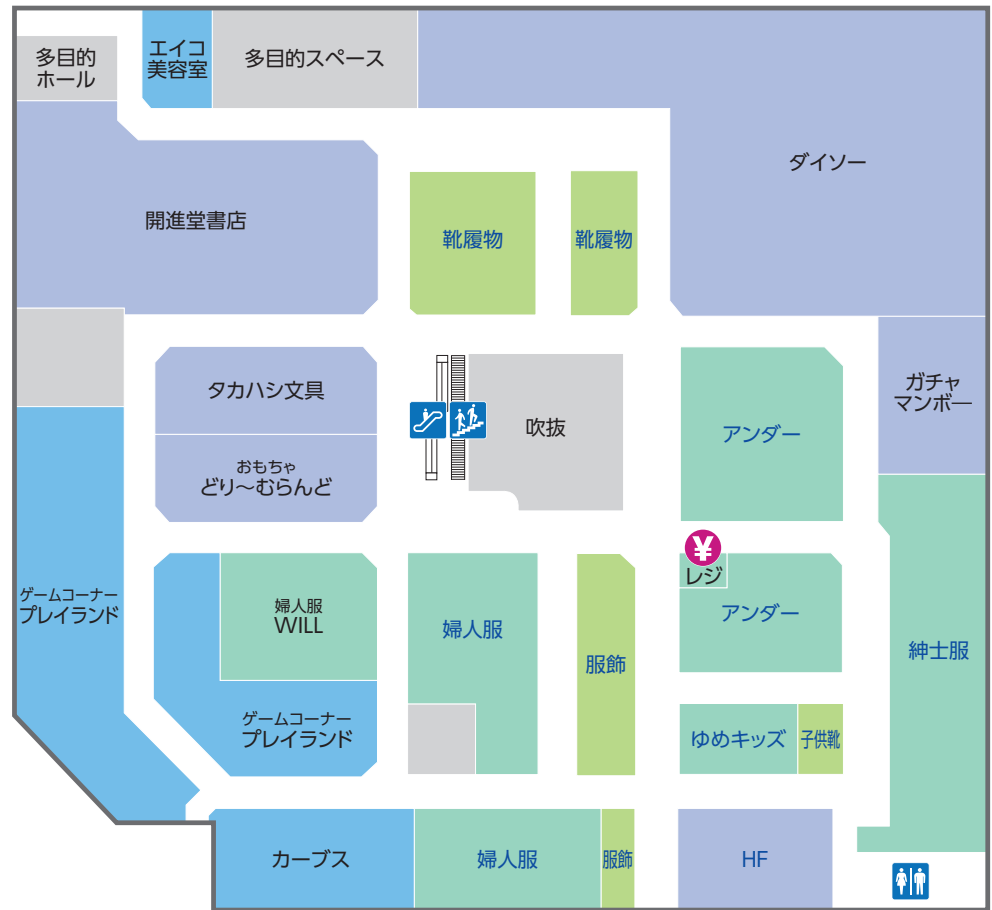 多目的
ホール
エイコ
美容室
多目的スペース
ダイソー
開進堂書店
靴履物
靴履物
タカハシ文具
おもちゃ
どり～むらんど
吹抜
アンダー
ガチャ
マンボー
ゲームコーナー
プレイランド
婦人服
WILL
婦人服
服飾
¥
レジ
アンダー
紳士服
ゲームコーナー
プレイランド
ゆめキッズ
子供靴
カーブス
婦人服
服飾
HF